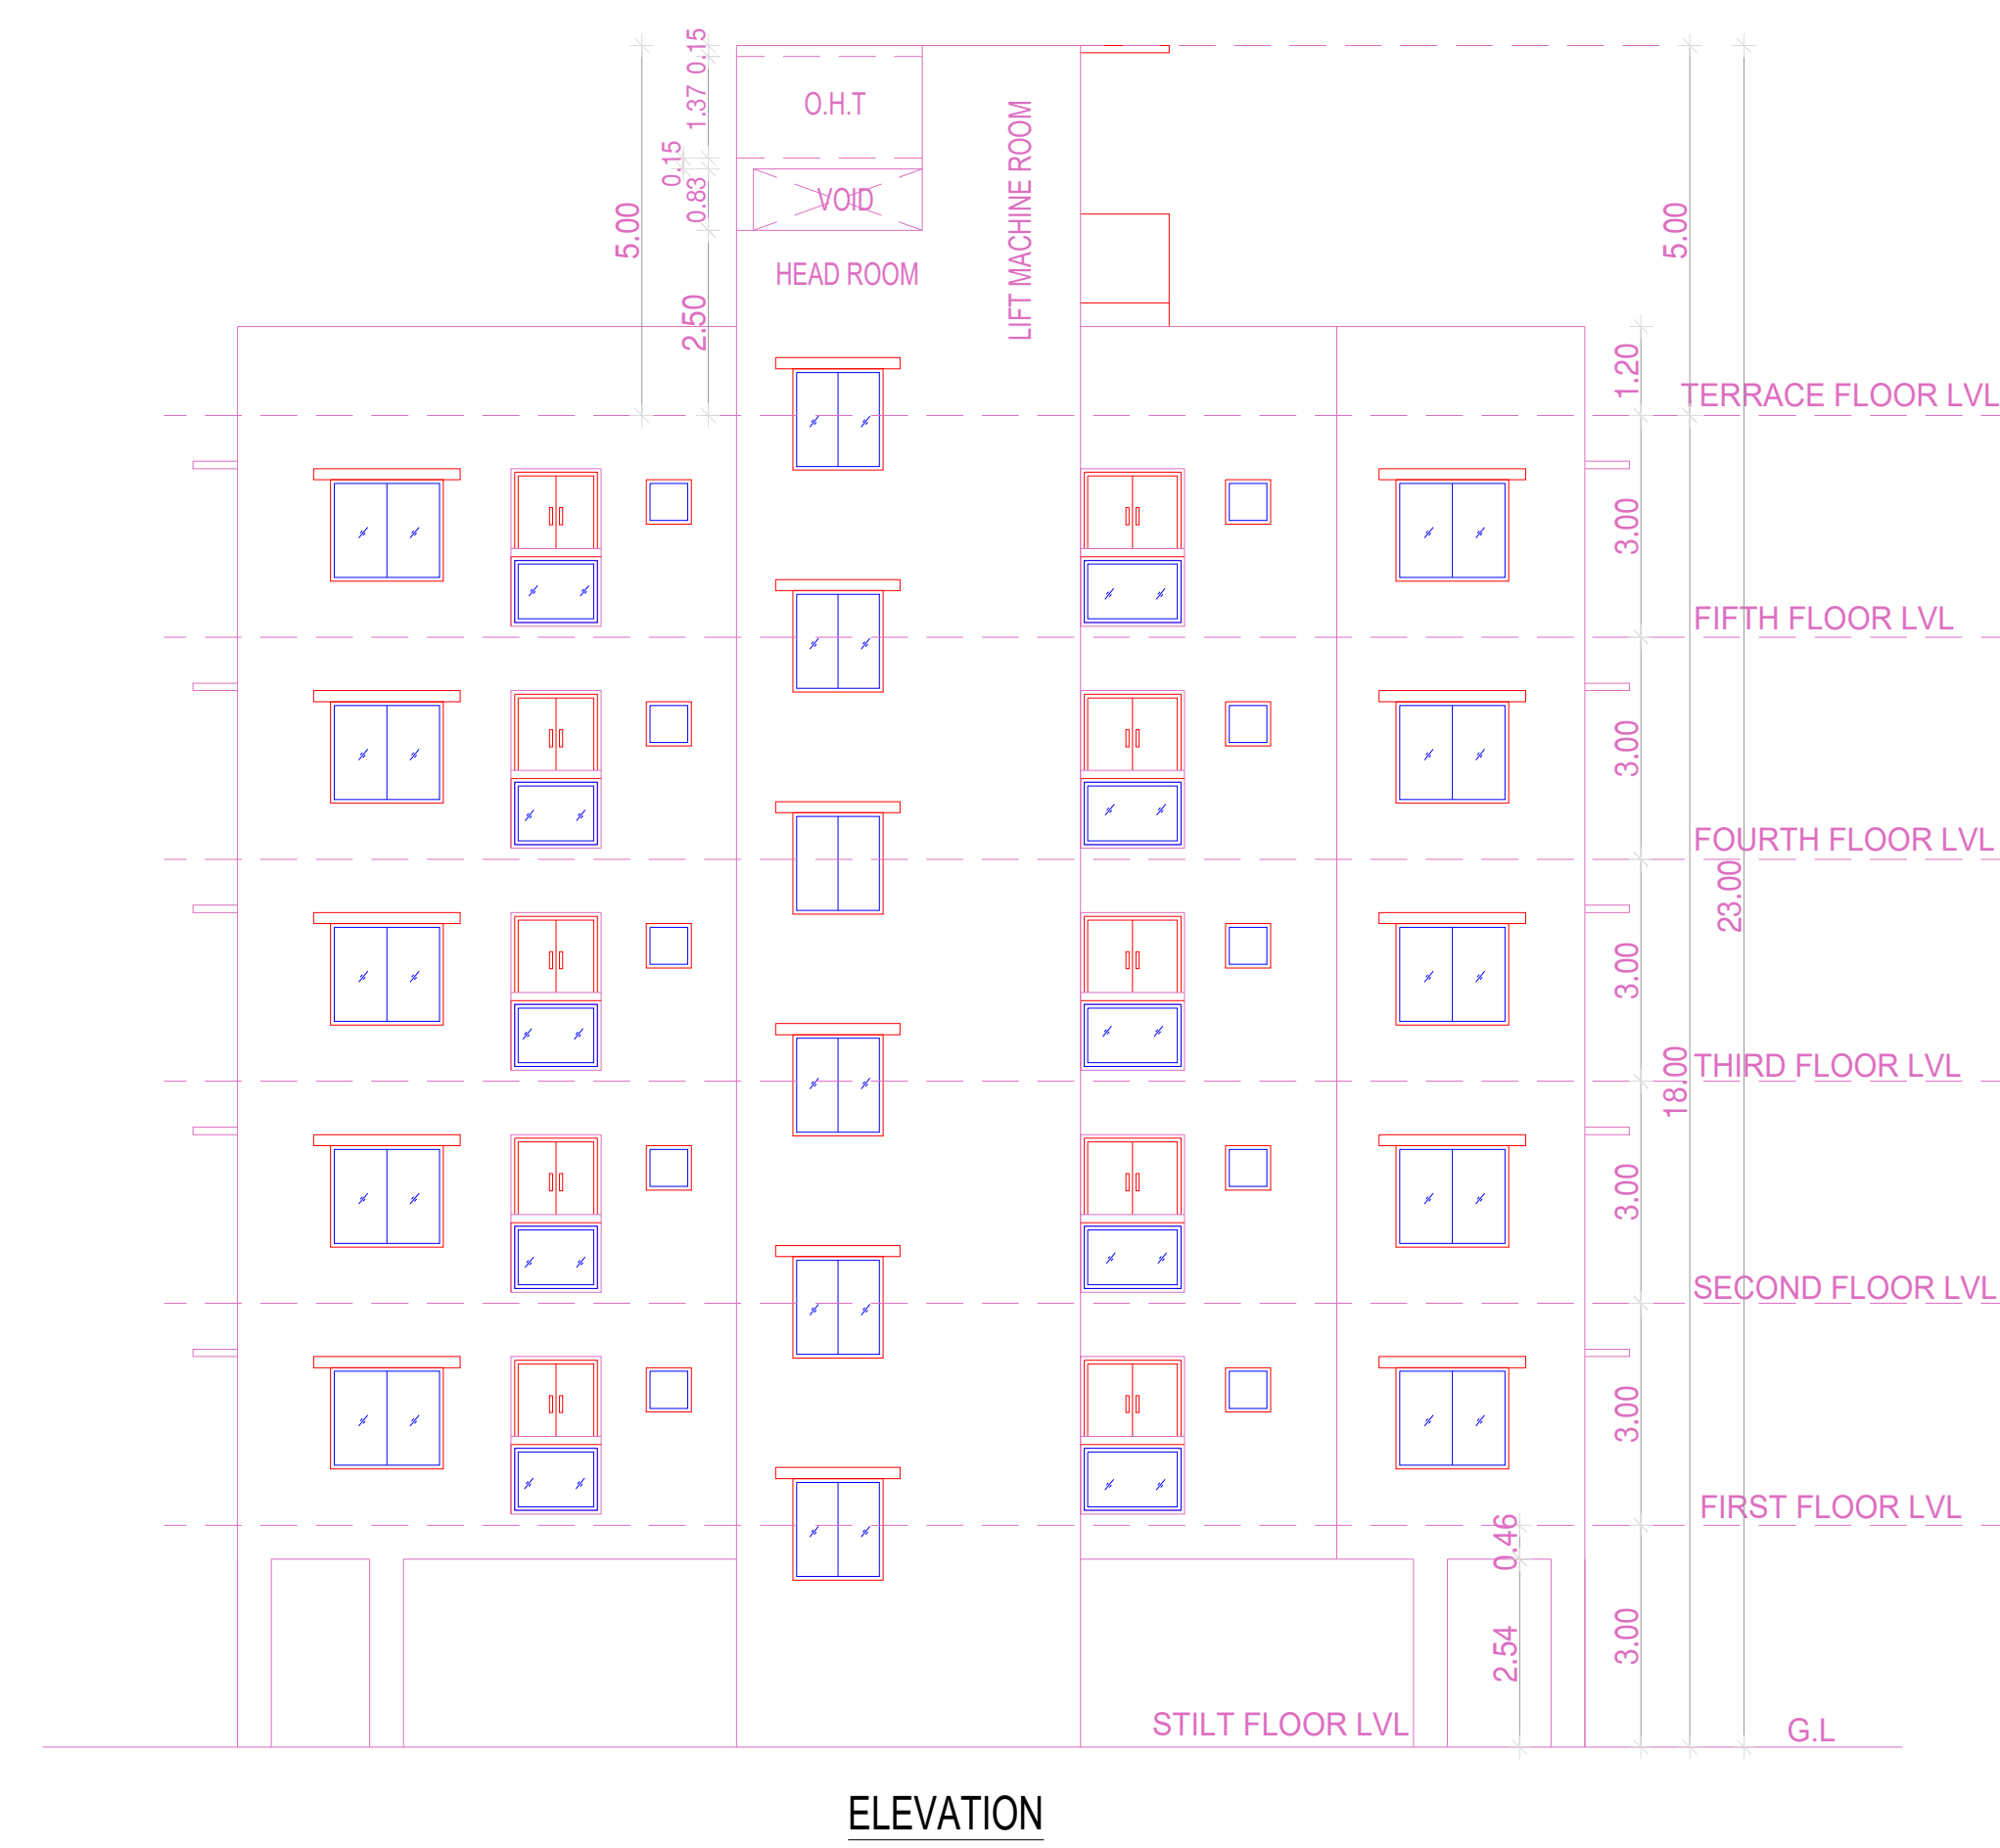 0.15
1.37
O.H.T
0.15
0.83
VOID
5.00
LIFT MACHINE ROOM
5.00
HEAD ROOM
2.50
1.20
TERRACE FLOOR LVL
3.00
FIFTH FLOOR LVL
3.00
FOURTH FLOOR LVL
23.00
3.00
THIRD FLOOR LVL
18.00
3.00
SECOND FLOOR LVL
3.00
FIRST FLOOR LVL
0.46
2.54
3.00
STILT FLOOR LVL
G.L
ELEVATION